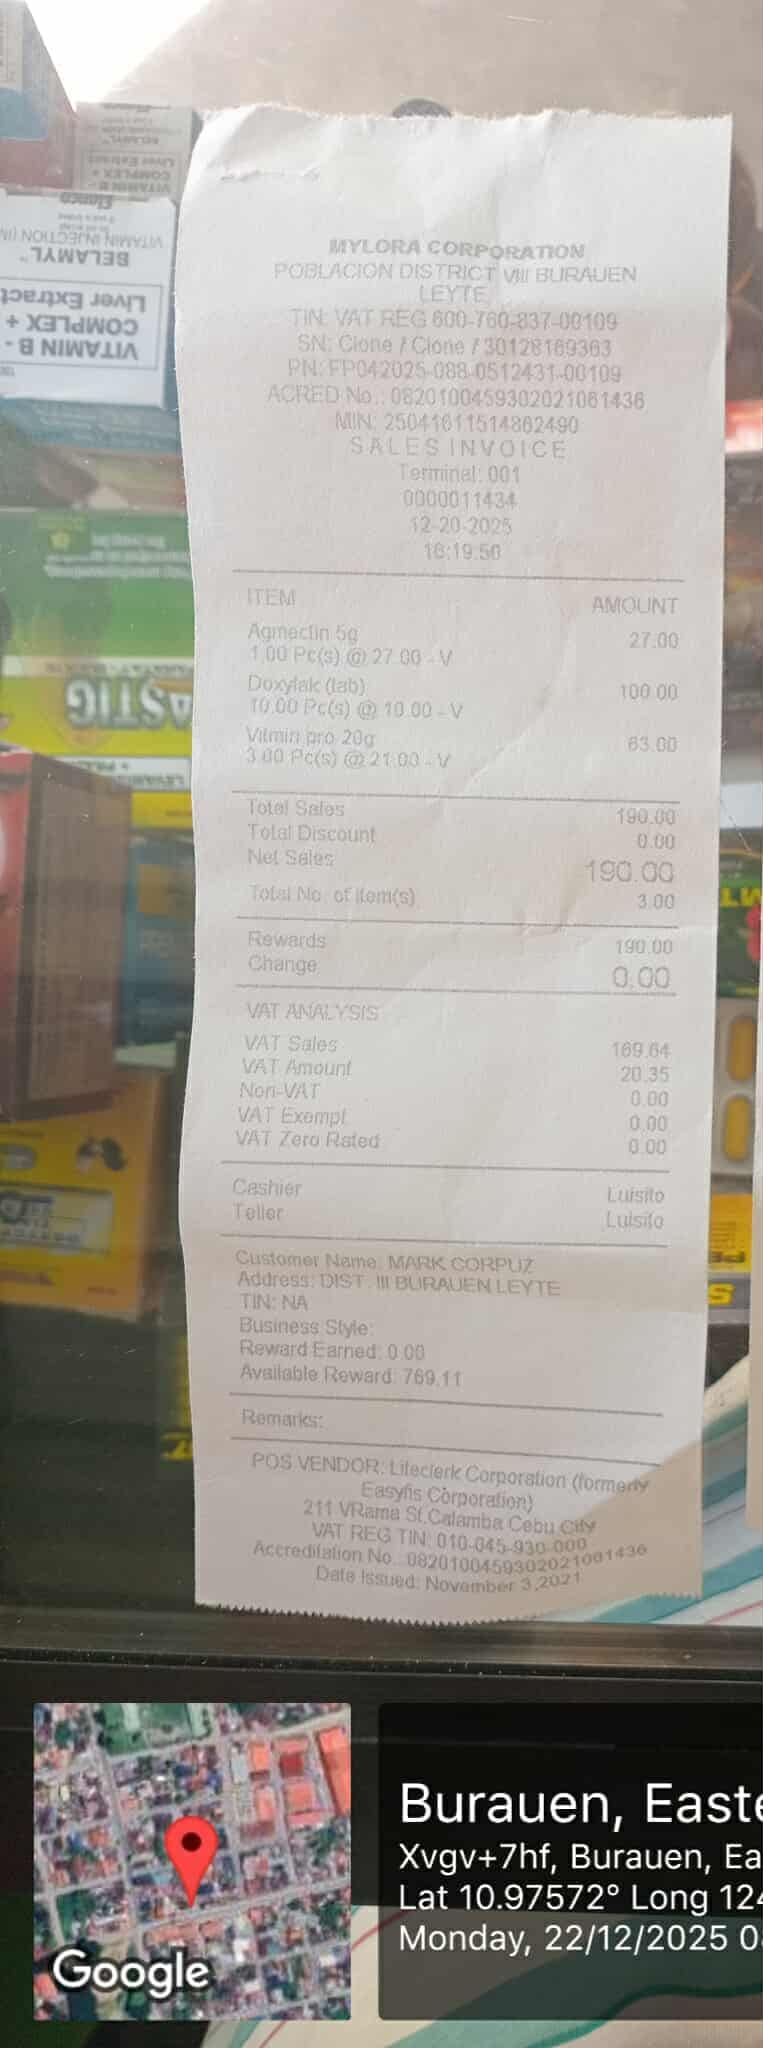 Elanco
VITAMIN INJECTION
BELAMYL™
Liver Extract
COMPLEX +
VITAMIN B -
MYLORA CORPORATION
POBLACION DISTRICT VIII BURAUEN
LEYTE
TIN: VAT REG 600-760-837-00109
SN: Clone / Clone / 30128169363
PN: FP042025-088-0512431-00109
ACRED No.: 0820100459302021061436
MIN: 25041611514862490
SALES INVOICE
Terminal: 001
0000011434
12-20-2025
16:19:50
ITEM AMOUNT
Agmectin 5g 27.00
1.00 Pc(s) @ 27.00 - V
Doxylak (tab) 100.00
10.00 Pc(s) @ 10.00 - V
Vitmin pro 20g 63.00
3.00 Pc(s) @ 21.00 - V
Total Sales 190.00
Total Discount 0.00
Net Sales 190.00
Total No. of item(s) 3.00
Rewards 190.00
Change 0.00
VAT ANALYSIS
VAT Sales 169.64
VAT Amount 20.35
Non-VAT 0.00
VAT Exempt 0.00
VAT Zero Rated 0.00
Cashier Luisito
Teller Luisito
Customer Name: MARK CORPUZ
Address: DIST. III BURAUEN LEYTE
TIN: NA
Business Style:
Reward Earned: 0.00
Available Reward: 769.11
Remarks:
POS VENDOR: Liteclerk Corporation (formerly
Easyfis Corporation)
211 VRama St.Calamba Cebu City
VAT REG TIN: 010-045-930-000
Accreditation No.: 0820100459302021061436
Date Issued: November 3,2021
Google
Burauen, Easte
Xvgv+7hf, Burauen, Ea
Lat 10.97572° Long 124
Monday, 22/12/2025 0